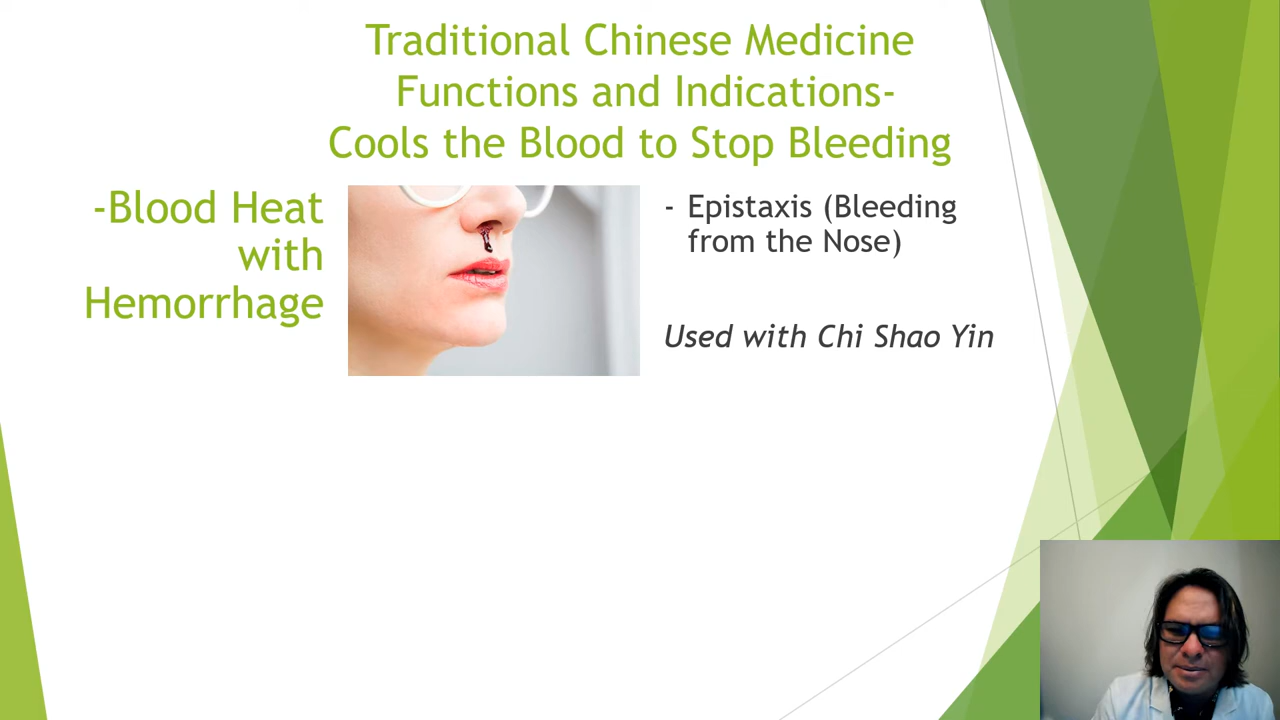 Traditional Chinese Medicine
Functions and Indications-
Cools the Blood to Stop Bleeding
-Blood Heat
with
Hemorrhage
- Epistaxis (Bleeding
from the Nose)
Used with Chi Shao Yin